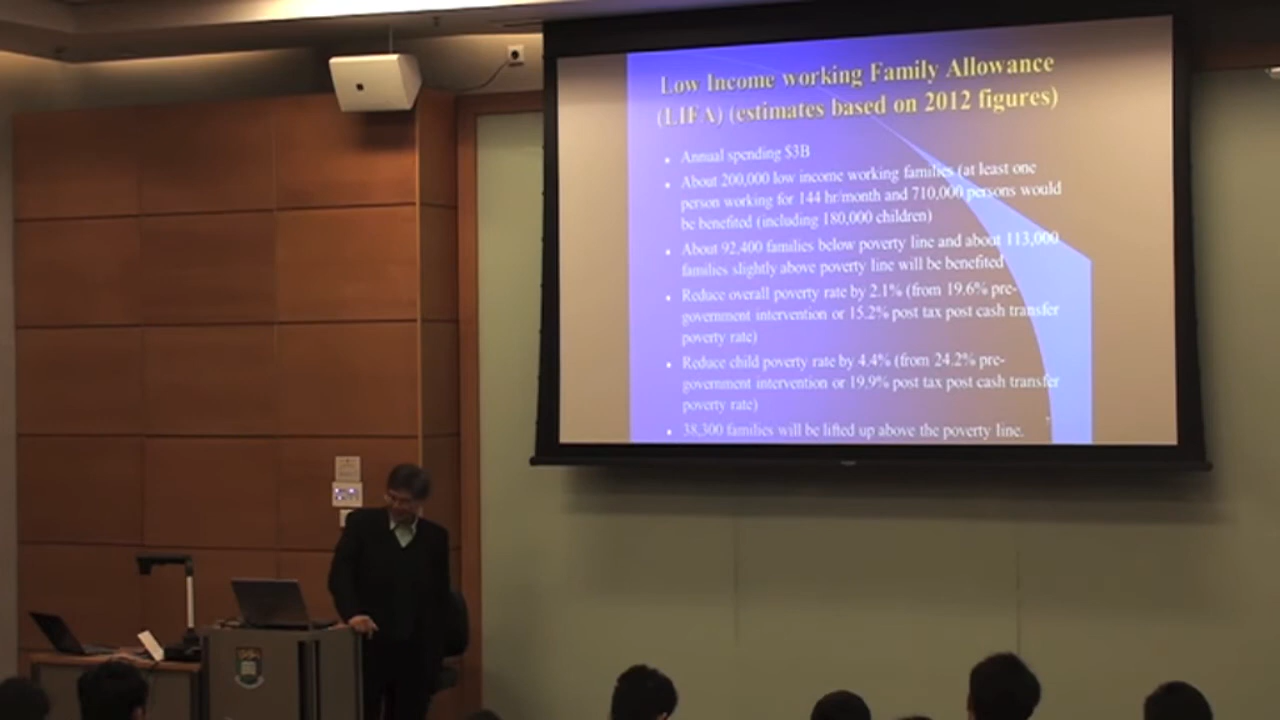 Low Income working Family Allowance
(LIFA) (estimates based on 2012 figures)
Annual spending $3B
About 200,000 low income working families (at least one
person working for 144 hr/month and 710,000 persons would
be benefited (including 180,000 children)
About 92,400 families below poverty line and about 113,000
families slightly above poverty line will be benefited
Reduce overall poverty rate by 2.1% (from 19.6% pre-
government intervention or 15.2% post tax post cash transfer
poverty rate)
Reduce child poverty rate by 4.4% (from 24.2% pre-
government intervention or 19.9% post tax post cash transfer
poverty rate)
38,300 families will be lifted up above the poverty line.